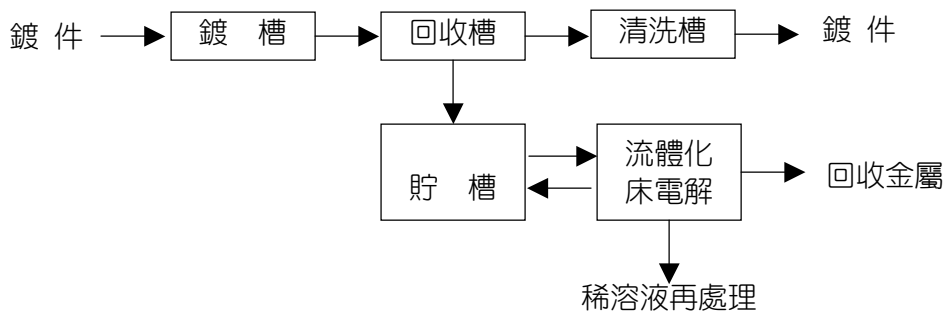 鍍 件
鍍 槽
回收槽
清洗槽
鍍 件
貯 槽
流體化
床電解
回收金屬
稀溶液再處理